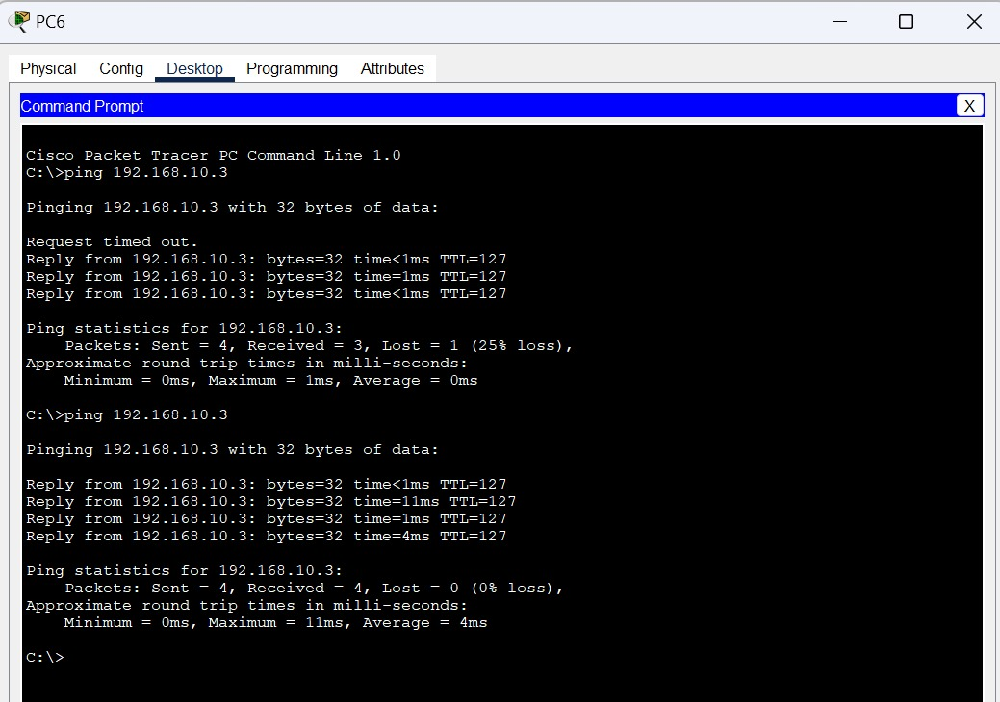 PC6
Physical Config Desktop Programming Attributes
Command Prompt X
Cisco Packet Tracer PC Command Line 1.0
C:\>ping 192.168.10.3
Pinging 192.168.10.3 with 32 bytes of data:
Request timed out.
Reply from 192.168.10.3: bytes=32 time<1ms TTL=127
Reply from 192.168.10.3: bytes=32 time=1ms TTL=127
Reply from 192.168.10.3: bytes=32 time<1ms TTL=127
Ping statistics for 192.168.10.3:
    Packets: Sent = 4, Received = 3, Lost = 1 (25% loss),
Approximate round trip times in milli-seconds:
    Minimum = 0ms, Maximum = 1ms, Average = 0ms
C:\>ping 192.168.10.3
Pinging 192.168.10.3 with 32 bytes of data:
Reply from 192.168.10.3: bytes=32 time<1ms TTL=127
Reply from 192.168.10.3: bytes=32 time=11ms TTL=127
Reply from 192.168.10.3: bytes=32 time=1ms TTL=127
Reply from 192.168.10.3: bytes=32 time=4ms TTL=127
Ping statistics for 192.168.10.3:
    Packets: Sent = 4, Received = 4, Lost = 0 (0% loss),
Approximate round trip times in milli-seconds:
    Minimum = 0ms, Maximum = 11ms, Average = 4ms
C:\>